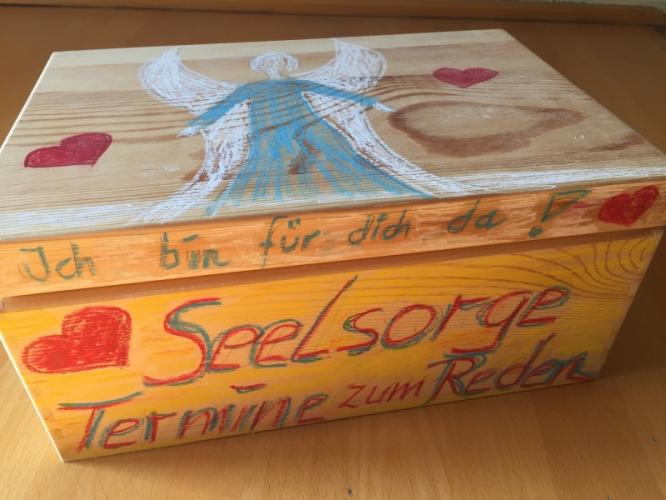 Ich bin für dich da!
Seelsorge
Termine zum Reden